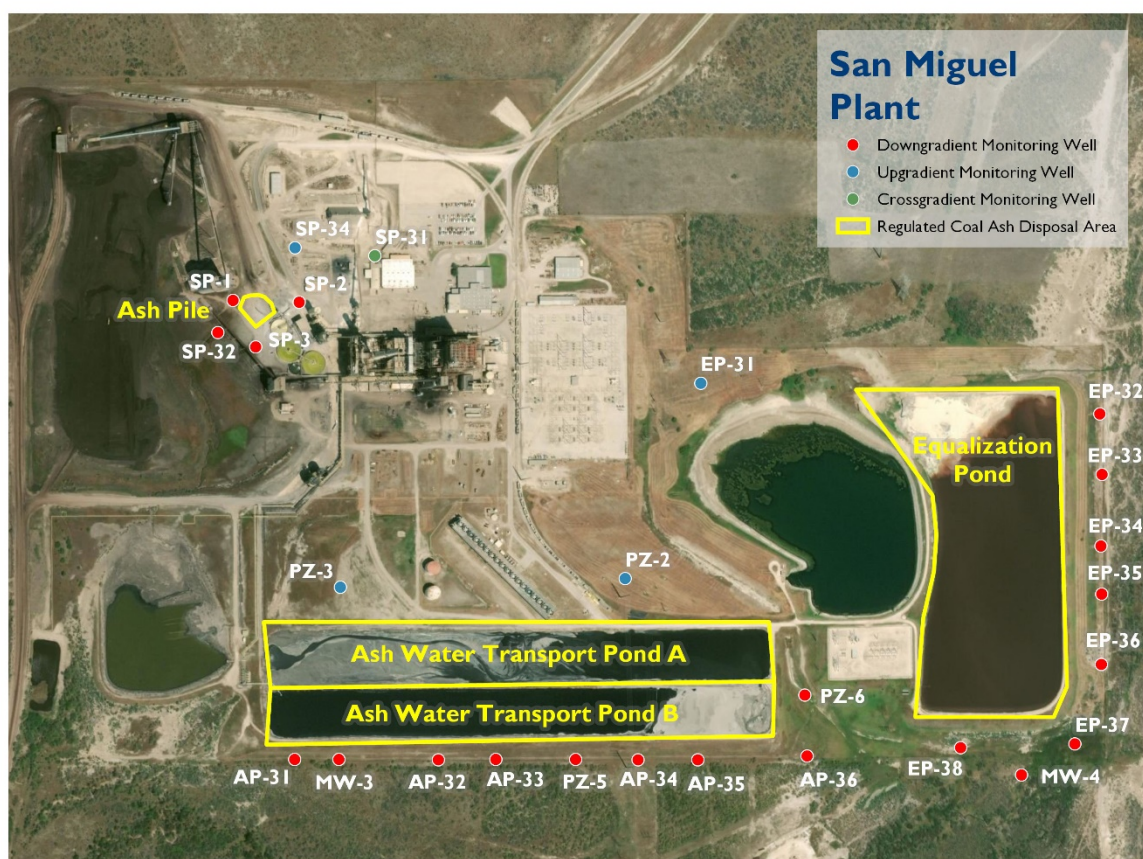 San Miguel
Plant
Downgradient Monitoring Well
Upgradient Monitoring Well
Crossgradient Monitoring Well
Regulated Coal Ash Disposal Area
SP-34
SP-31
SP-1
SP-2
Ash Pile
SP-32
SP-3
EP-31
EP-32
Equalization
Pond
EP-33
EP-34
EP-35
PZ-3
PZ-2
EP-36
Ash Water Transport Pond A
Ash Water Transport Pond B
PZ-6
EP-37
EP-38
AP-31
MW-3
AP-32
AP-33
PZ-5
AP-34
AP-35
AP-36
MW-4